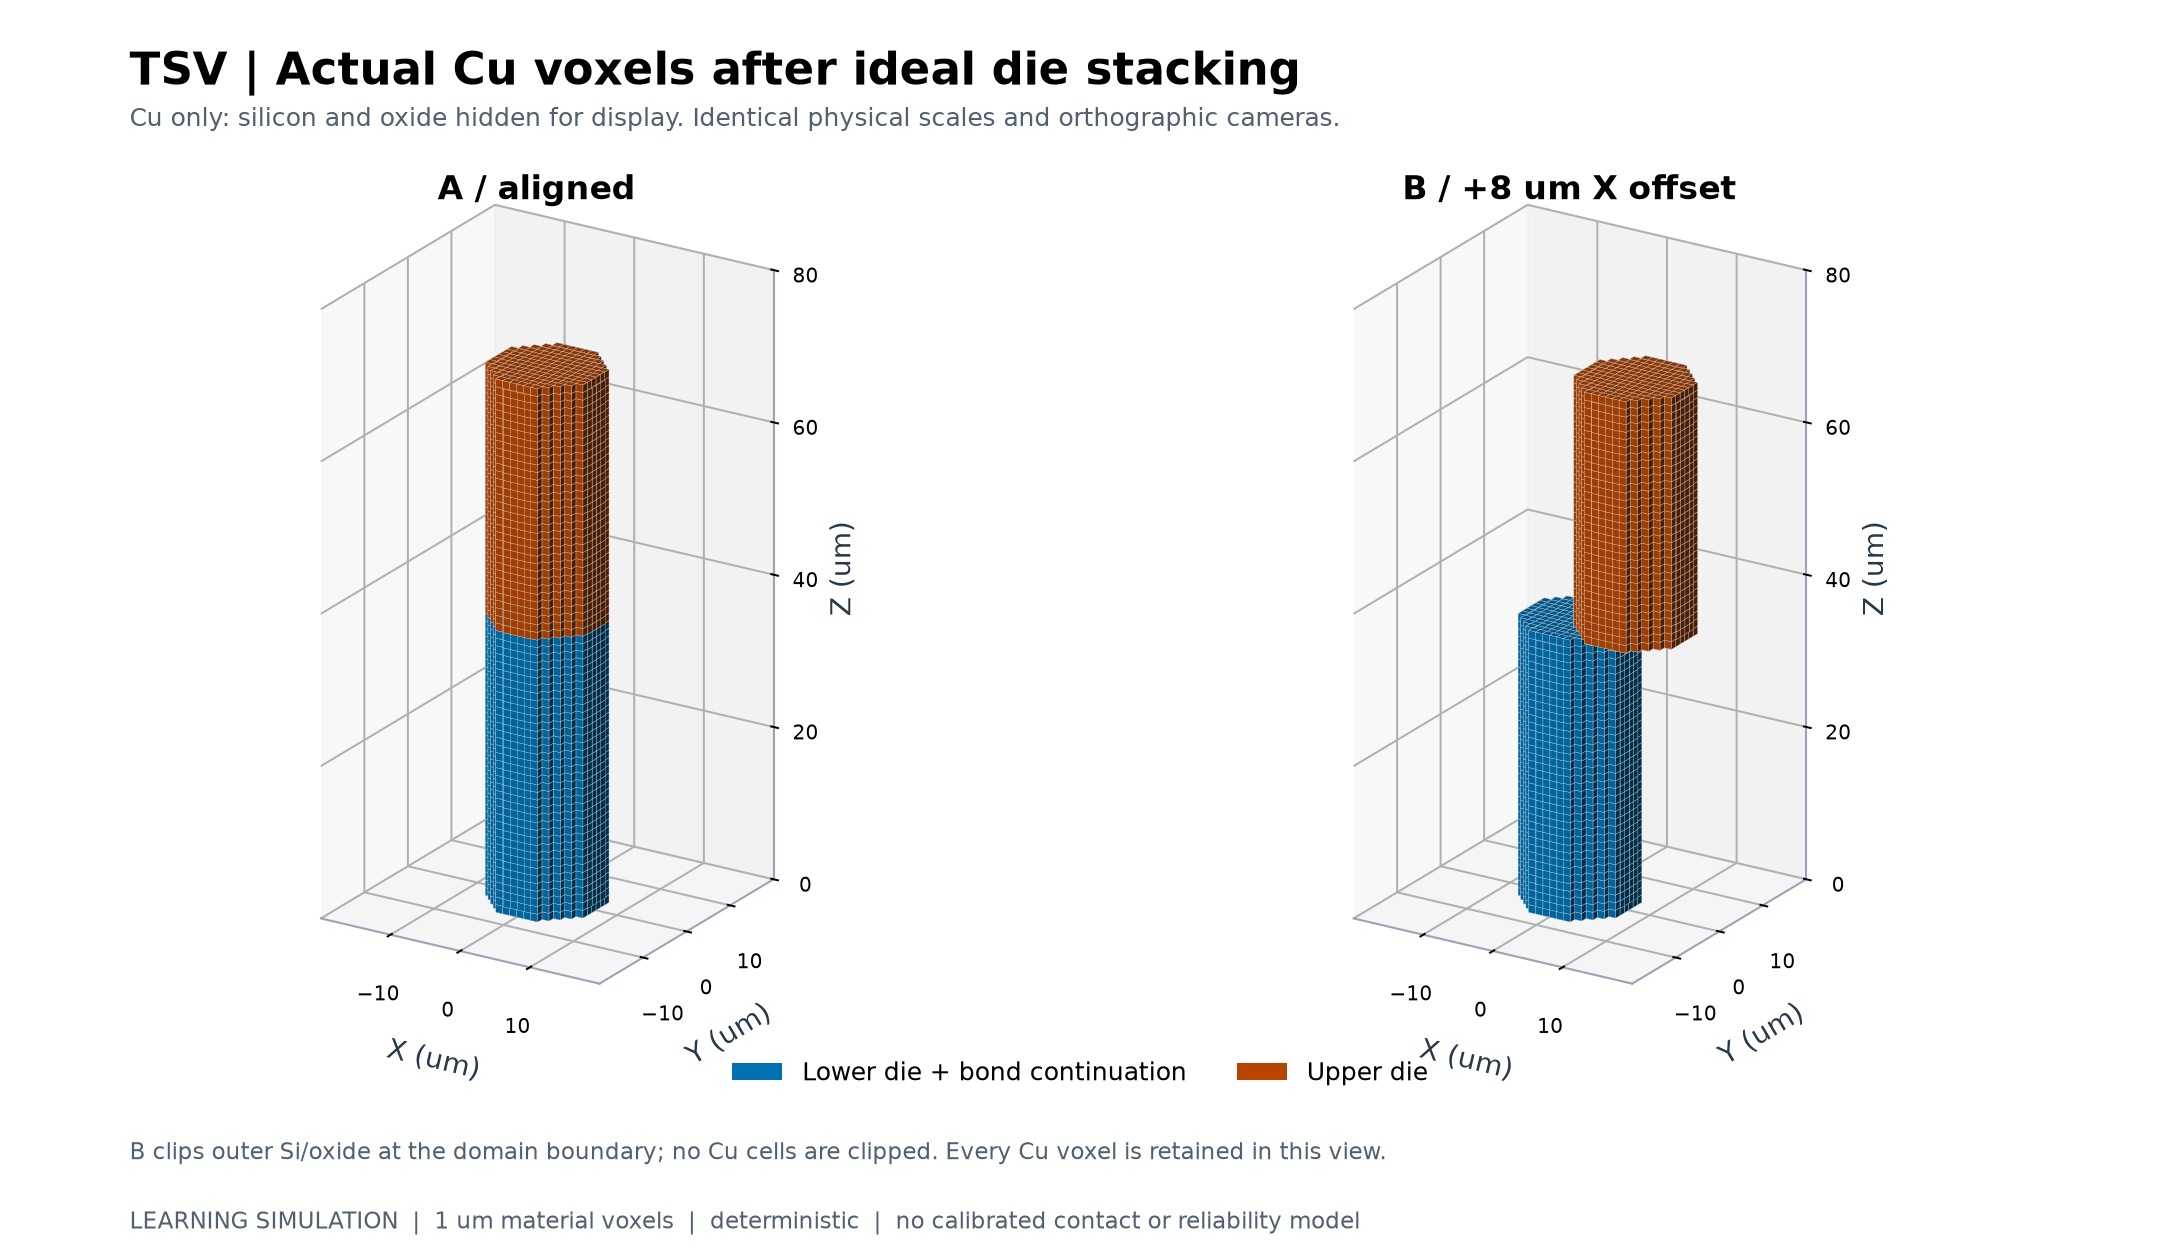 TSV | Actual Cu voxels after ideal die stacking
Cu only: silicon and oxide hidden for display. Identical physical scales and orthographic cameras.
A / aligned
80
60
40
20
0
Z (um)
−10
0
10
X (um)
−10
0
10
Y (um)
B / +8 um X offset
80
60
40
20
0
Z (um)
−10
0
10
X (um)
−10
0
10
Y (um)
Lower die + bond continuation
Upper die
B clips outer Si/oxide at the domain boundary; no Cu cells are clipped. Every Cu voxel is retained in this view.
LEARNING SIMULATION | 1 um material voxels | deterministic | no calibrated contact or reliability model